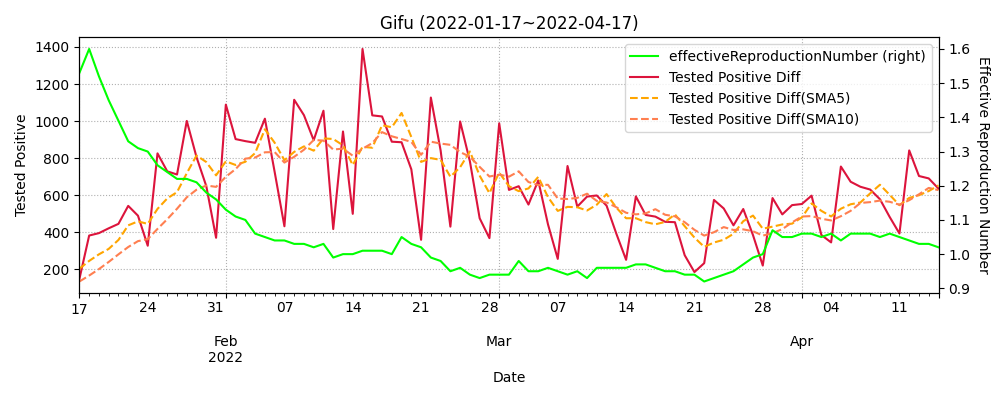 Gifu (2022-01-17~2022-04-17)
effectiveReproductionNumber (right)
Tested Positive Diff
Tested Positive Diff(SMA5)
Tested Positive Diff(SMA10)
Tested Positive
1400
1200
1000
800
600
400
200
Effective Reproduction Number
1.6
1.5
1.4
1.3
1.2
1.1
1.0
0.9
17 24 31 07 14 21 28 07 14 21 28 04 11
Feb Mar Apr
2022
Date